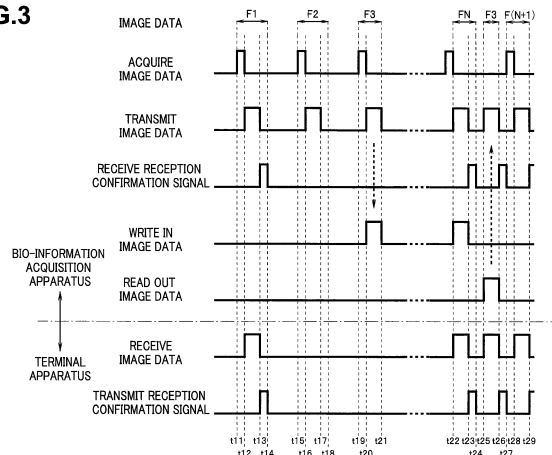 G.3
IMAGE DATA
F1 F2 F3 FN F3 F(N+1)
ACQUIRE
IMAGE DATA
TRANSMIT
IMAGE DATA
RECEIVE RECEPTION
CONFIRMATION SIGNAL
WRITE IN
IMAGE DATA
BIO-INFORMATION
ACQUISITION
APPARATUS
READ OUT
IMAGE DATA
TERMINAL
APPARATUS
RECEIVE
IMAGE DATA
TRANSMIT RECEPTION
CONFIRMATION SIGNAL
t11 t13 t15 t17 t19 t21 t22 t23 t25 t26 t28 t29
t12 t14 t16 t18 t20 t24 t27